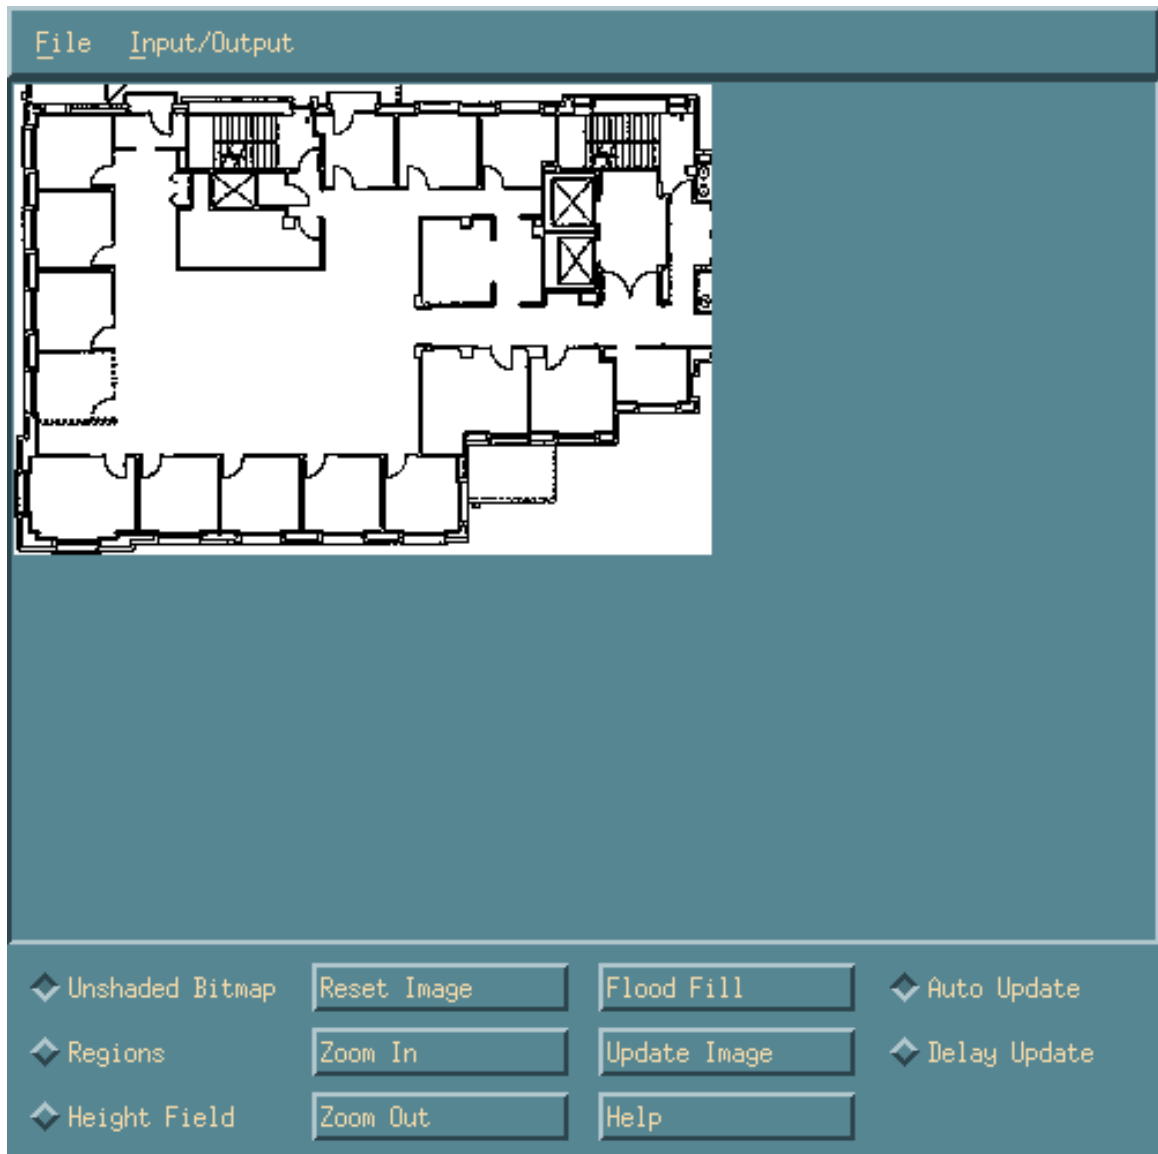 File Input/Output
Unshaded Bitmap Reset Image Flood Fill Auto Update
Regions Zoom In Update Image Delay Update
Height Field Zoom Out Help